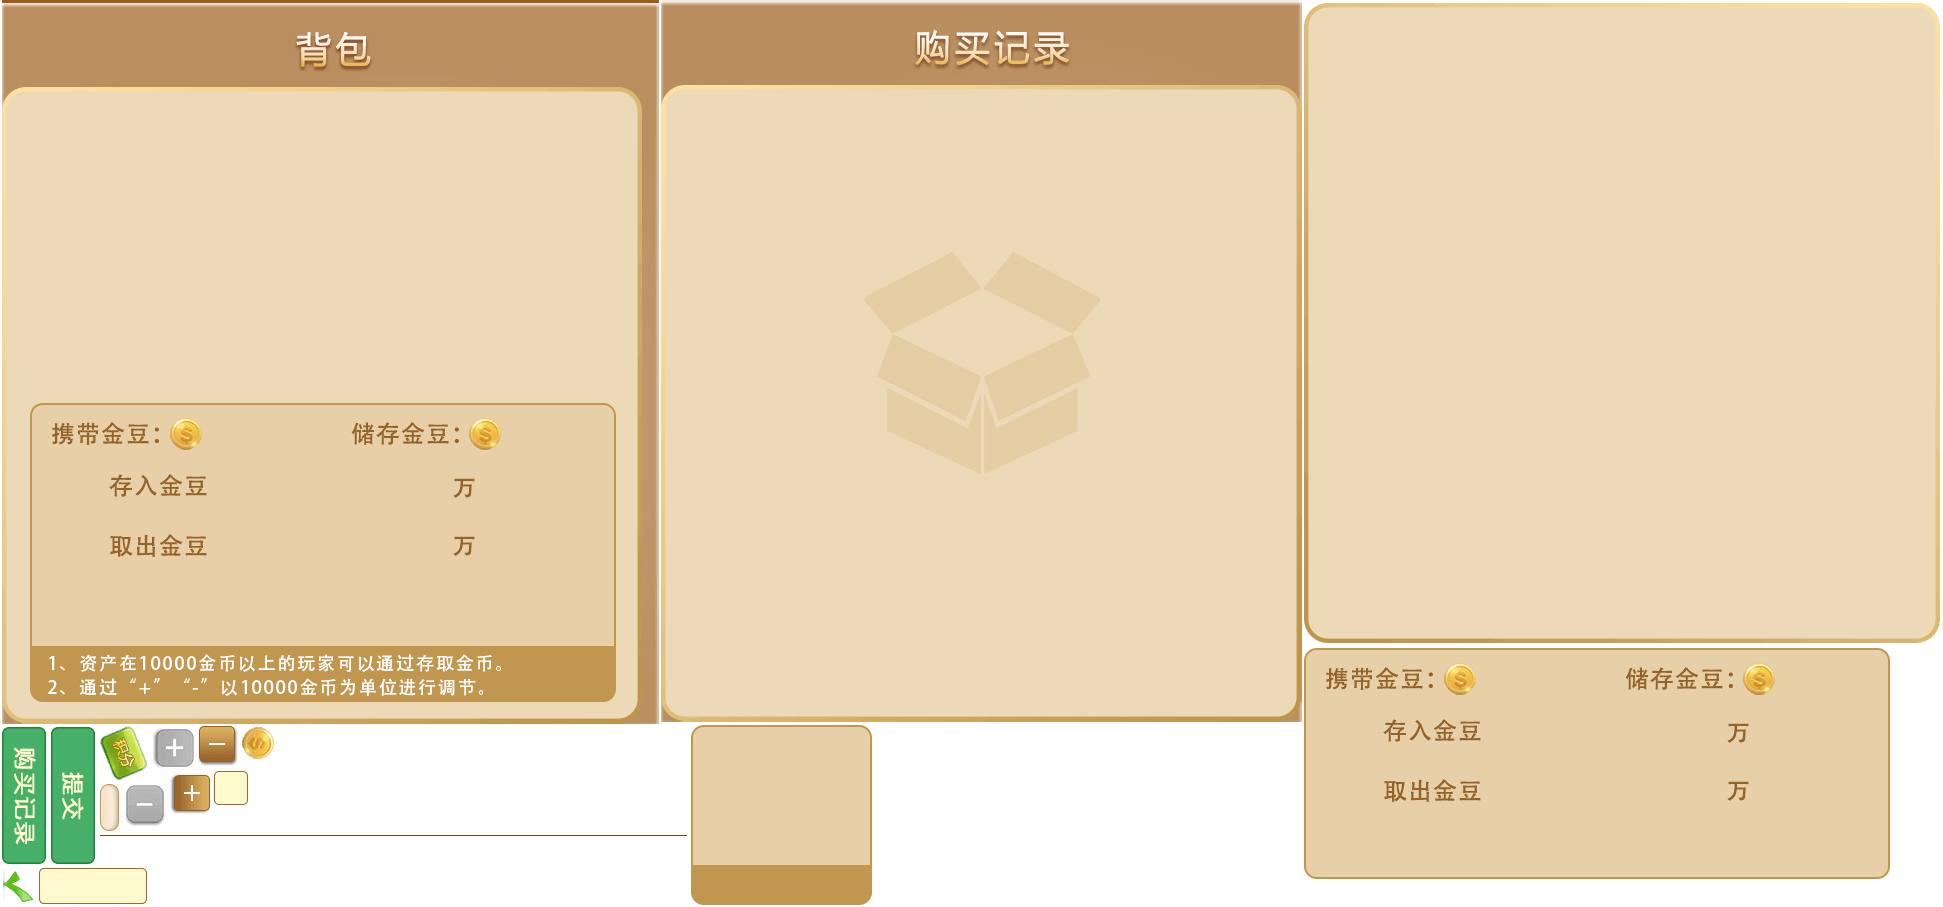 背包
携带金豆：
储存金豆：
存入金豆
万
取出金豆
万
1、资产在10000金币以上的玩家可以通过存取金币。
2、通过“+”“-”以10000金币为单位进行调节。
购买记录
携带金豆：
储存金豆：
存入金豆
万
取出金豆
万
购买记录
提交
积分